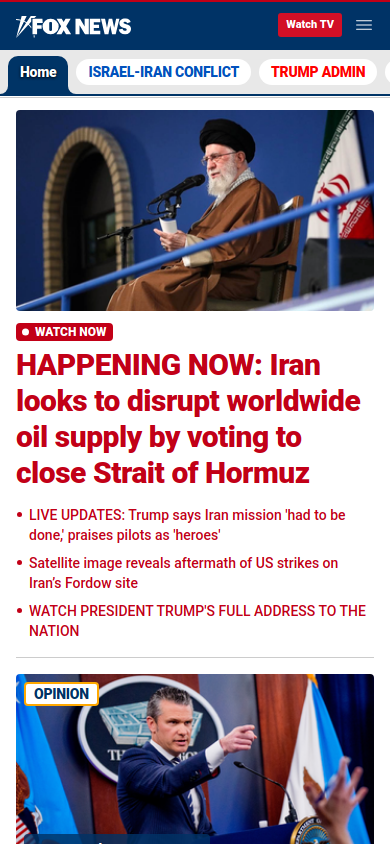 FOX NEWS
Watch TV
Home
ISRAEL-IRAN CONFLICT
TRUMP ADMIN
WATCH NOW
HAPPENING NOW: Iran
looks to disrupt worldwide
oil supply by voting to
close Strait of Hormuz
• LIVE UPDATES: Trump says Iran mission 'had to be
done,' praises pilots as 'heroes'
• Satellite image reveals aftermath of US strikes on
Iran’s Fordow site
• WATCH PRESIDENT TRUMP'S FULL ADDRESS TO THE
NATION
OPINION